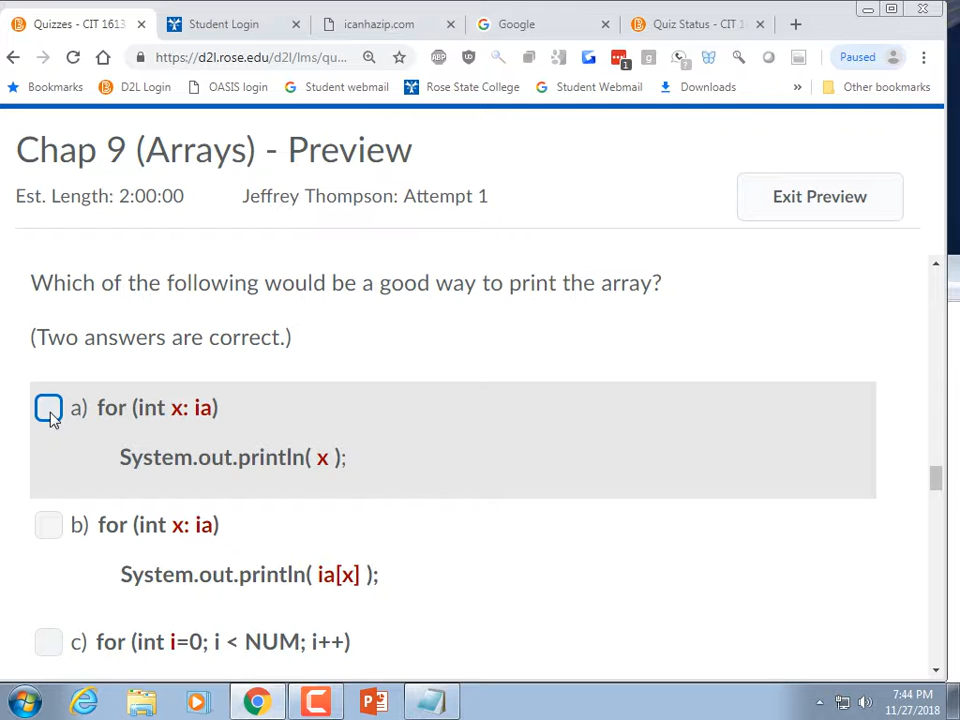 Quizzes - CIT 1613
Student Login
icanhazip.com
Google
Quiz Status - CIT 1
https://d2l.rose.edu/d2l/lms/qu...
ABP
1
g
?
Paused
Bookmarks
D2L Login
OASIS login
Student webmail
Rose State College
Student Webmail
Downloads
»
Other bookmarks
Chap 9 (Arrays) - Preview
Est. Length: 2:00:00
Jeffrey Thompson: Attempt 1
Exit Preview
Which of the following would be a good way to print the array?
(Two answers are correct.)
a) for (int x: ia)
System.out.println( x );
b) for (int x: ia)
System.out.println( ia[x] );
c) for (int i=0; i < NUM; i++)
7:44 PM
11/27/2018